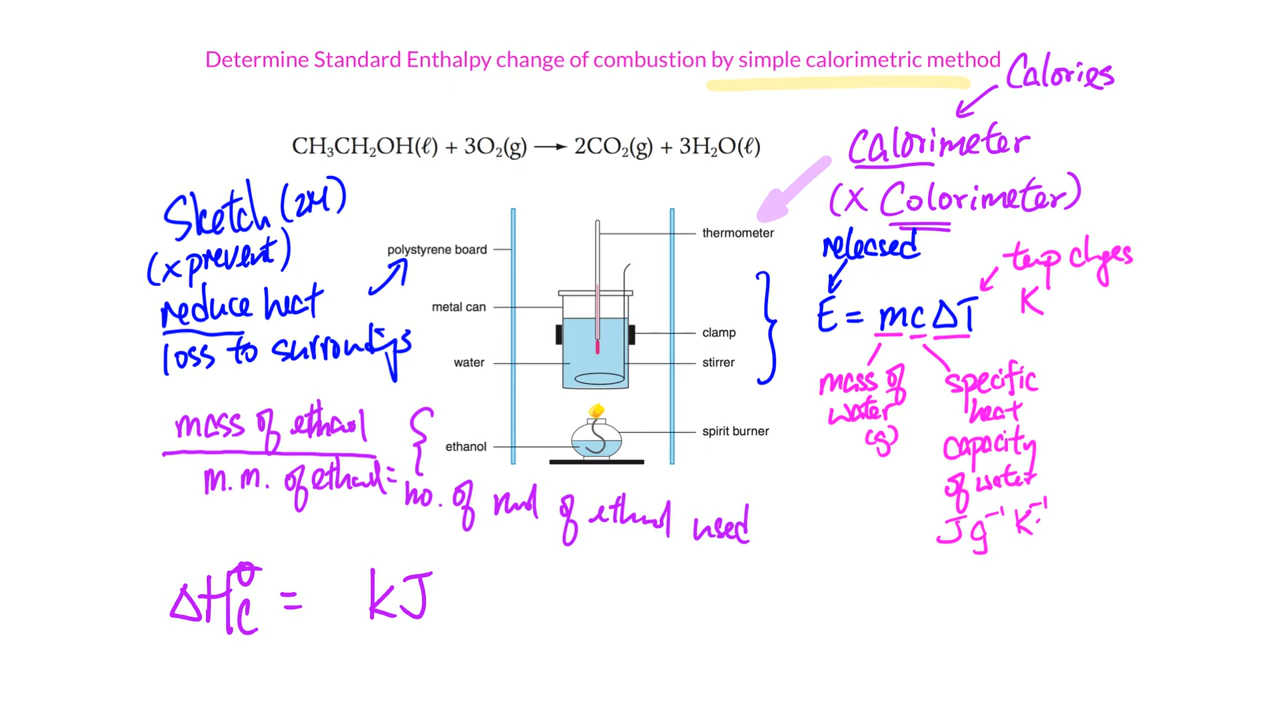 Determine Standard Enthalpy change of combustion by simple calorimetric method
Calories
CH₃CH₂OH(ℓ) + 3O₂(g) ⟶ 2CO₂(g) + 3H₂O(ℓ)
Calorimeter
(X Colorimeter)
Sketch (2M)
(x prevent)
reduce heat
loss to surroundings
polystyrene board
metal can
water
ethanol
thermometer
clamp
stirrer
spirit burner
released
temp chges
K
E = mcΔT
mass of
water
(g)
specific
heat
capacity
of water
J g⁻¹ K⁻¹
mass of ethanol
m.m. of ethanol =
no. of mol of ethanol used
ΔH°c = kJ